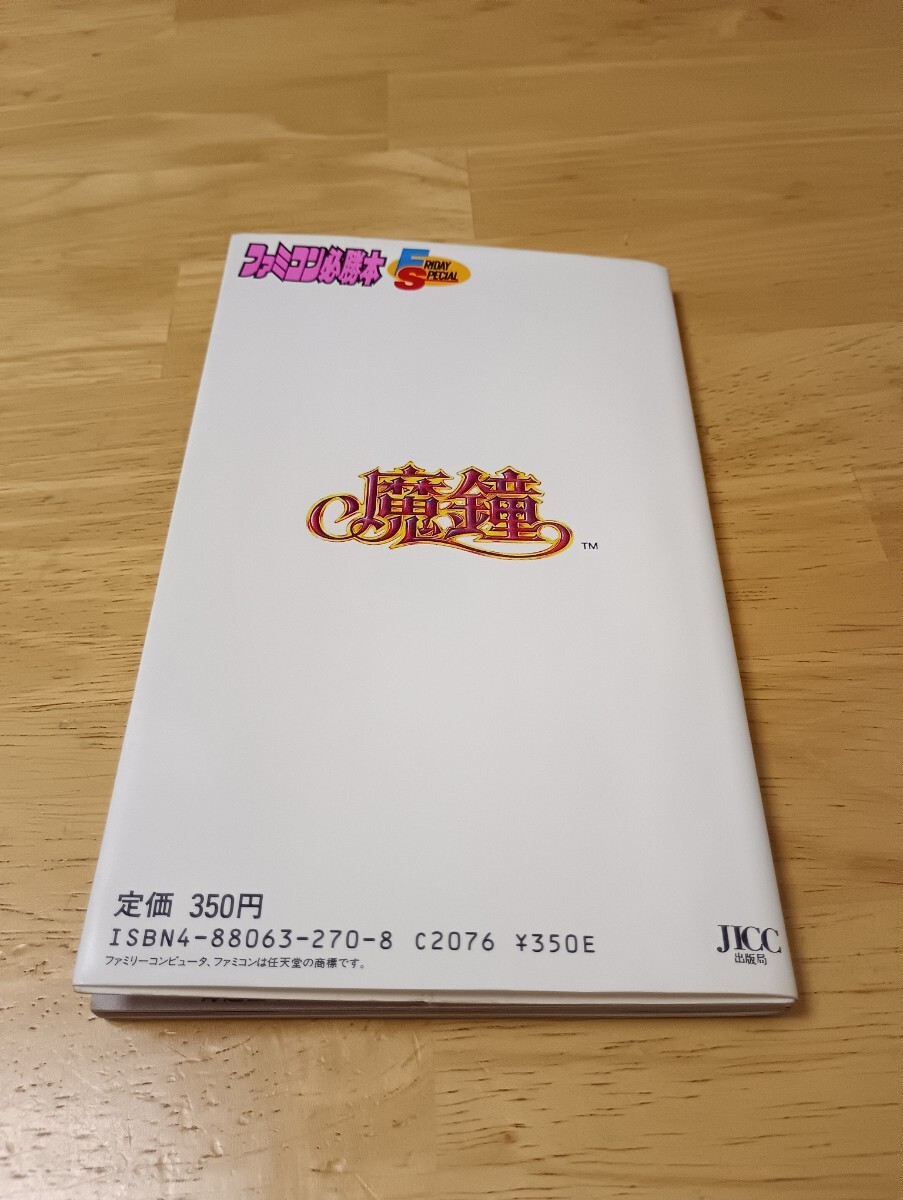 ファミコン必勝本 FRIDAY SPECIAL
魔鐘 TM
定価 350円
ISBN4-88063-270-8 C2076 ¥350E
ファミリーコンピュータ、ファミコンは任天堂の商標です。
JICC
出版局